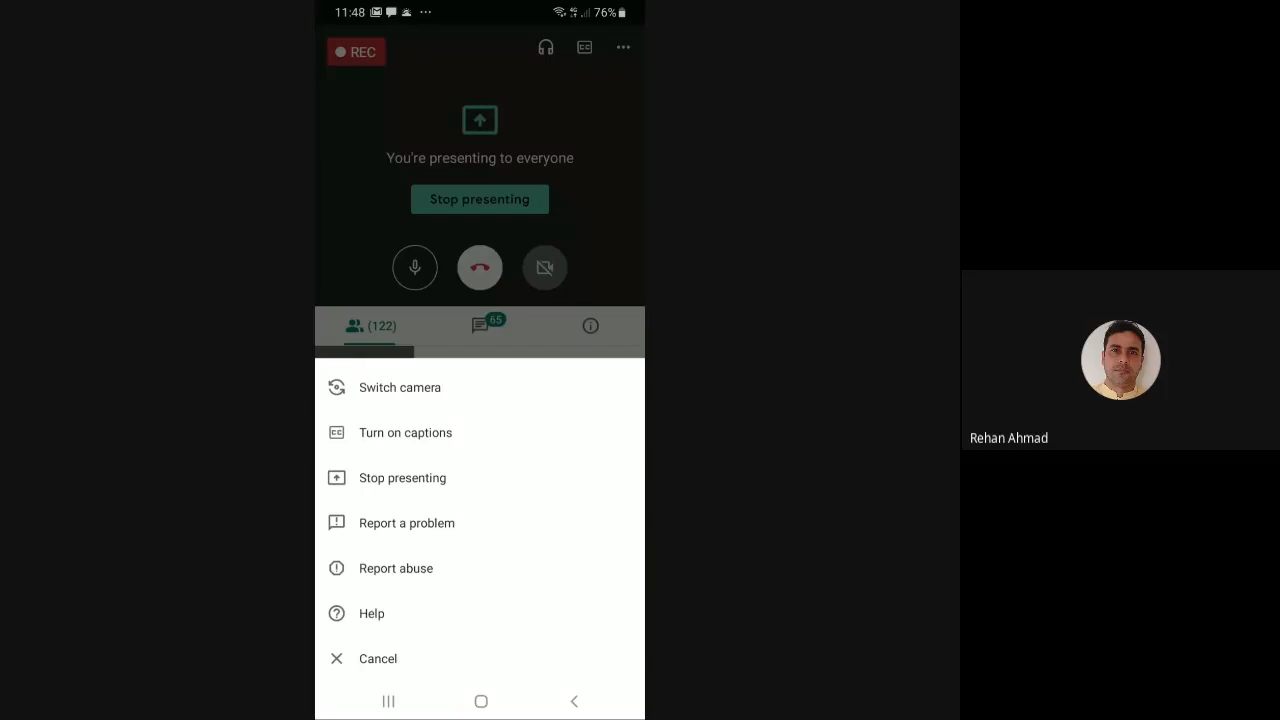 11:48 76%
REC
You're presenting to everyone
Stop presenting
(122) 65
Switch camera
Turn on captions
Stop presenting
Report a problem
Report abuse
Help
Cancel
Rehan Ahmad